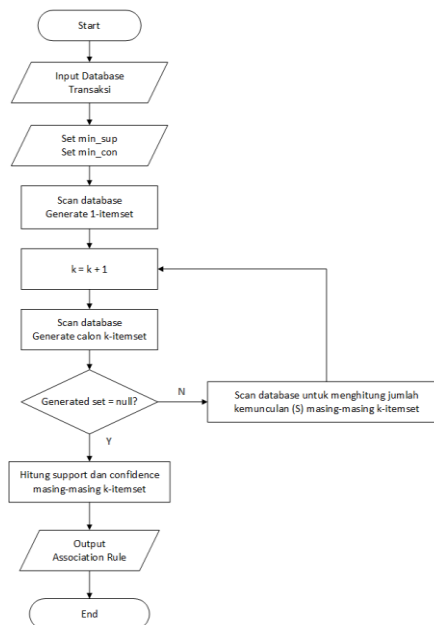 Start
Input Database
Transaksi
Set min_sup
Set min_con
Scan database
Generate 1-itemset
k = k + 1
Scan database
Generate calon k-itemset
Generated set = null?
N
Scan database untuk menghitung jumlah
kemunculan (S) masing-masing k-itemset
Y
Hitung support dan confidence
masing-masing k-itemset
Output
Association Rule
End